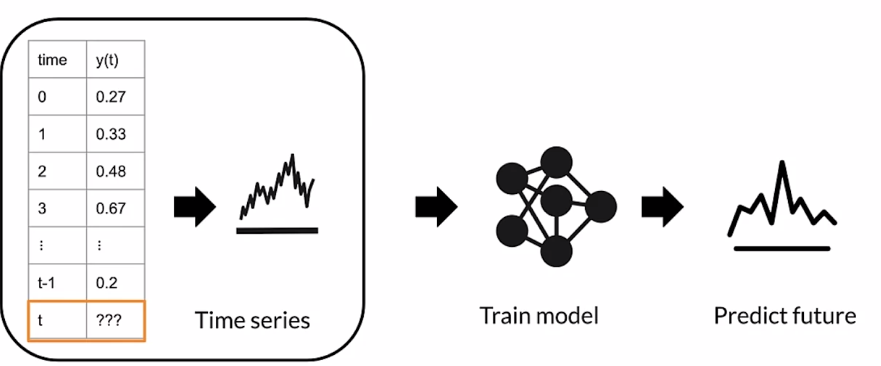 time y(t)
0 0.27
1 0.33
2 0.48
3 0.67
⋮ ⋮
t-1 0.2
t ???
Time series
Train model
Predict future